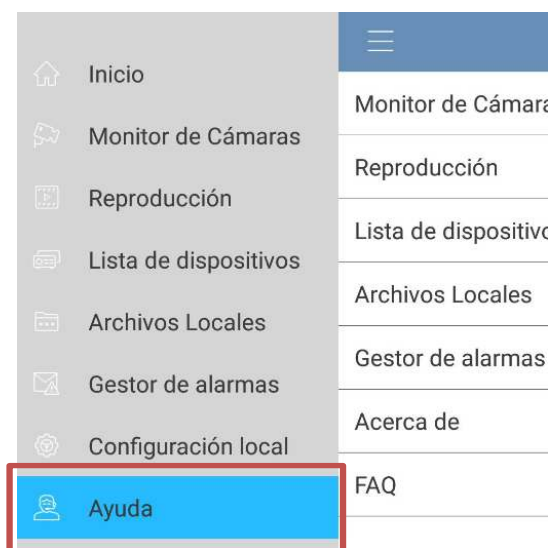 Inicio
Monitor de Cámaras
Reproducción
Lista de dispositivos
Archivos Locales
Gestor de alarmas
Configuración local
Ayuda
Monitor de Cámara
Reproducción
Lista de dispositivo
Archivos Locales
Gestor de alarmas
Acerca de
FAQ